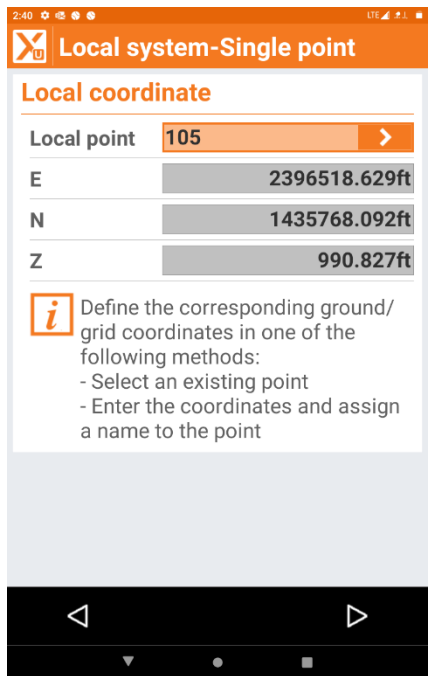 2:40 LTE
Local system-Single point
Local coordinate
Local point 105
E 2396518.629ft
N 1435768.092ft
Z 990.827ft
Define the corresponding ground/
grid coordinates in one of the
following methods:
- Select an existing point
- Enter the coordinates and assign
a name to the point